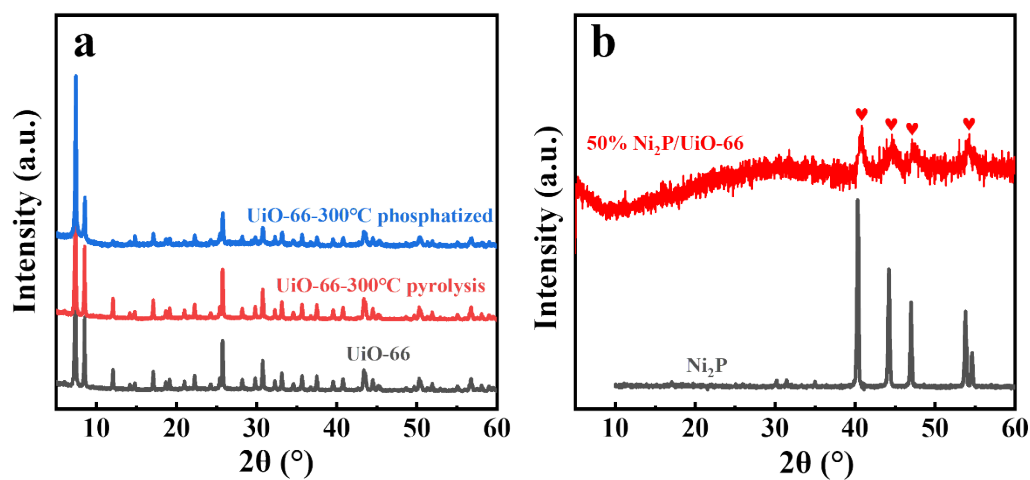 a
Intensity (a.u.)
UiO-66-300℃ phosphatized
UiO-66-300℃ pyrolysis
UiO-66
10 20 30 40 50 60
2θ (°)
b
Intensity (a.u.)
50% Ni₂P/UiO-66
Ni₂P
10 20 30 40 50 60
2θ (°)